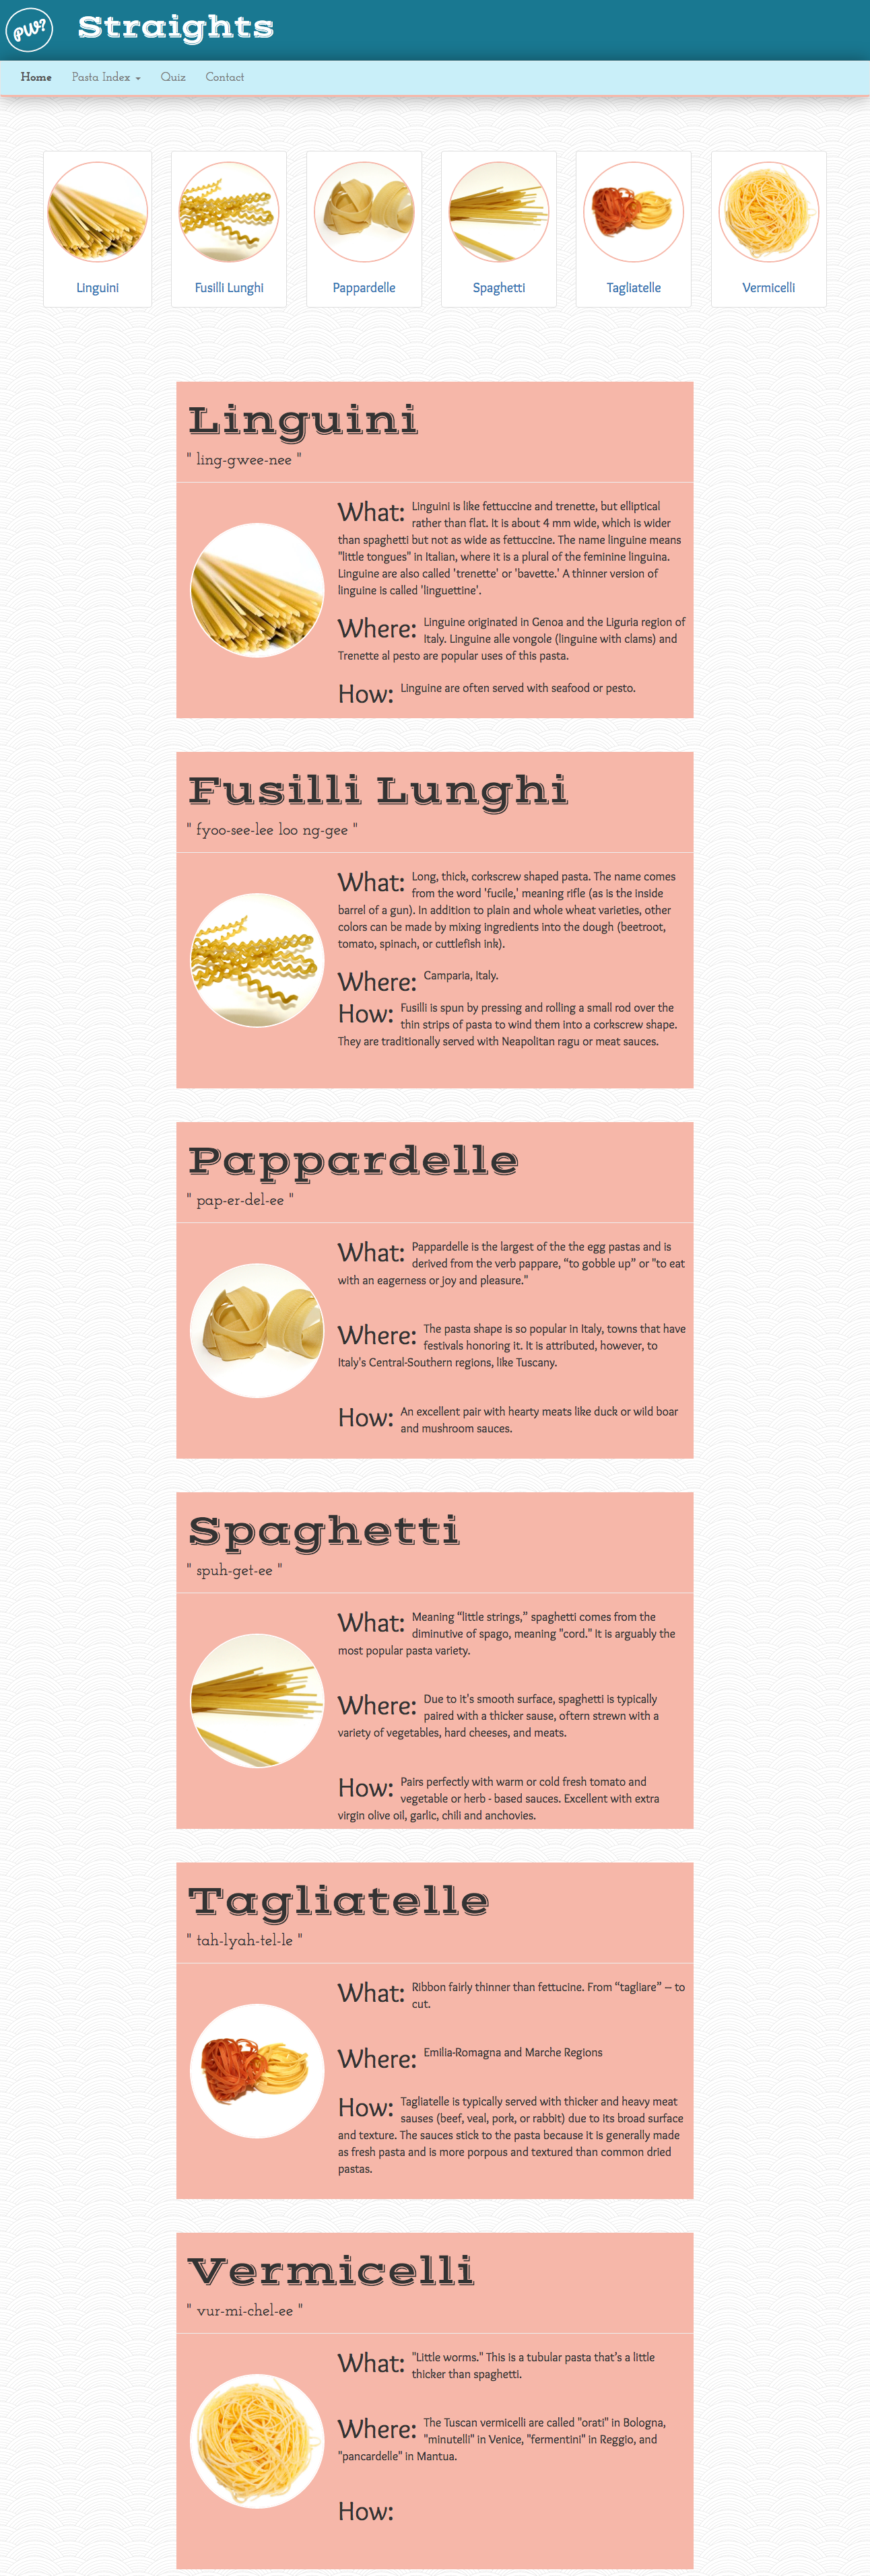 pw?
Straights
Home Pasta Index Quiz Contact
Linguini Fusilli Lunghi Pappardelle Spaghetti Tagliatelle Vermicelli
Linguini
" ling-gwee-nee "
What: Linguini is like fettuccine and trenette, but elliptical
rather than flat. It is about 4 mm wide, which is wider
than spaghetti but not as wide as fettuccine. The name linguine means
"little tongues" in Italian, where it is a plural of the feminine linguina.
Linguine are also called 'trenette' or 'bavette.' A thinner version of
linguine is called 'linguettine'.
Where: Linguine originated in Genoa and the Liguria region of
Italy. Linguine alle vongole (linguine with clams) and
Trenette al pesto are popular uses of this pasta.
How: Linguine are often served with seafood or pesto.
Fusilli Lunghi
" fyoo-see-lee loo ng-gee "
What: Long, thick, corkscrew shaped pasta. The name comes
from the word 'fucile,' meaning rifle (as is the inside
barrel of a gun). In addition to plain and whole wheat varieties, other
colors can be made by mixing ingredients into the dough (beetroot,
tomato, spinach, or cuttlefish ink).
Where: Camparia, Italy.
How: Fusilli is spun by pressing and rolling a small rod over the
thin strips of pasta to wind them into a corkscrew shape.
They are traditionally served with Neapolitan ragu or meat sauces.
Pappardelle
" pap-er-del-ee "
What: Pappardelle is the largest of the the egg pastas and is
derived from the verb pappare, “to gobble up” or "to eat
with an eagerness or joy and pleasure."
Where: The pasta shape is so popular in Italy, towns that have
festivals honoring it. It is attributed, however, to
Italy's Central-Southern regions, like Tuscany.
How: An excellent pair with hearty meats like duck or wild boar
and mushroom sauces.
Spaghetti
" spuh-get-ee "
What: Meaning “little strings,” spaghetti comes from the
diminutive of spago, meaning "cord." It is arguably the
most popular pasta variety.
Where: Due to it's smooth surface, spaghetti is typically
paired with a thicker sause, oftern strewn with a
variety of vegetables, hard cheeses, and meats.
How: Pairs perfectly with warm or cold fresh tomato and
vegetable or herb - based sauces. Excellent with extra
virgin olive oil, garlic, chili and anchovies.
Tagliatelle
" tah-lyah-tel-le "
What: Ribbon fairly thinner than fettucine. From “tagliare” – to
cut.
Where: Emilia-Romagna and Marche Regions
How: Tagliatelle is typically served with thicker and heavy meat
sauses (beef, veal, pork, or rabbit) due to its broad surface
and texture. The sauces stick to the pasta because it is generally made
as fresh pasta and is more porpous and textured than common dried
pastas.
Vermicelli
" vur-mi-chel-ee "
What: "Little worms." This is a tubular pasta that’s a little
thicker than spaghetti.
Where: The Tuscan vermicelli are called "orati" in Bologna,
"minutelli" in Venice, "fermentini" in Reggio, and
"pancardelle" in Mantua.
How: